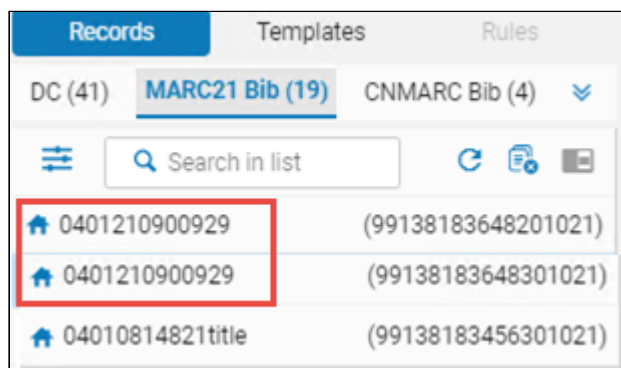 Records Templates Rules
DC (41) MARC21 Bib (19) CNMARC Bib (4)
Search in list
0401210900929 (99138183648201021)
0401210900929 (99138183648301021)
04010814821title (99138183456301021)